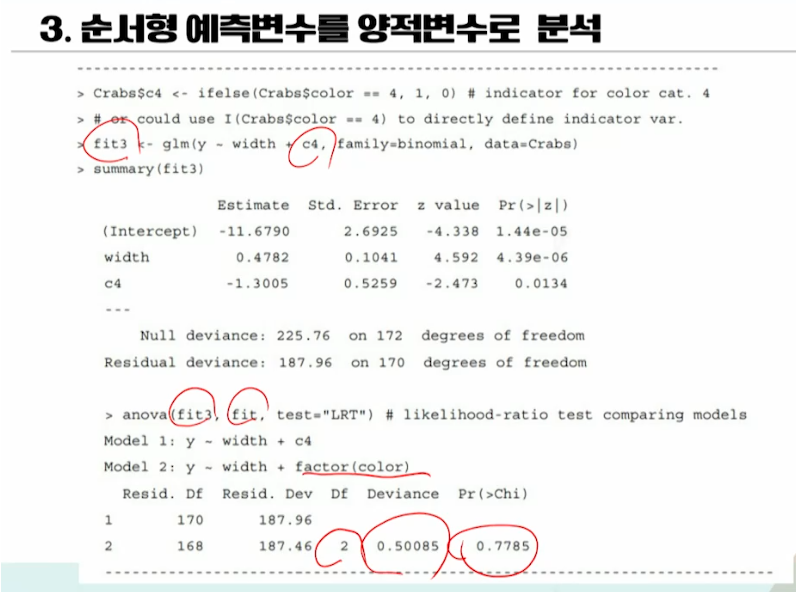 3. 순서형 예측변수를 양적변수로 분석
> Crabs$c4 <- ifelse(Crabs$color == 4, 1, 0) # indicator for color cat. 4
> # or could use I(Crabs$color == 4) to directly define indicator var.
> fit3 <- glm(y ~ width + c4, family=binomial, data=Crabs)
> summary(fit3)
Estimate Std. Error z value Pr(>|z|)
(Intercept) -11.6790 2.6925 -4.338 1.44e-05
width 0.4782 0.1041 4.592 4.39e-06
c4 -1.3005 0.5259 -2.473 0.0134
---
Null deviance: 225.76 on 172 degrees of freedom
Residual deviance: 187.96 on 170 degrees of freedom
> anova(fit3, fit, test="LRT") # likelihood-ratio test comparing models
Model 1: y ~ width + c4
Model 2: y ~ width + factor(color)
Resid. Df Resid. Dev Df Deviance Pr(>Chi)
1 170 187.96
2 168 187.46 2 0.50085 0.7785